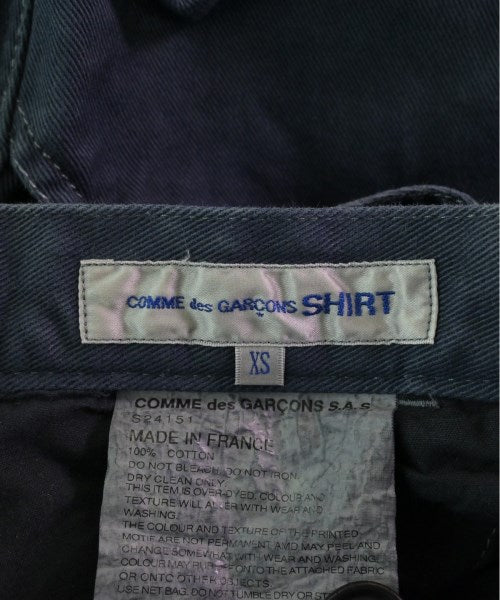 COMME des GARÇONS SHIRT
XS
COMME des GARÇONS S.A.S
S24151
MADE IN FRANCE
100% COTTON
DO NOT BLEACH. DO NOT IRON.
DRY CLEAN ONLY.
THIS ITEM IS OVER-DYED. COLOUR AND
TEXTURE WILL ALTER WITH WEAR AND
WASHING.
THE COLOUR AND TEXTURE OF THE PRINTED
MOTIF ARE NOT PERMANENT AMD MAY PEEL AND
CHANGE SOMEWHAT WITH WEAR AND WASHING.
COLOUR MAY RUB OFF ONTO THE ATTACHED FABRIC
OR ONTO OTHER OBJECTS.
USE NET BAG. DO NOT TUMBLE DRY OR